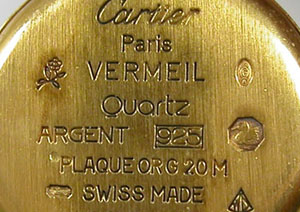 Cartier
Paris
VERMEIL
Quartz
ARGENT 925
PLAQUE OR G 20 M
SWISS MADE